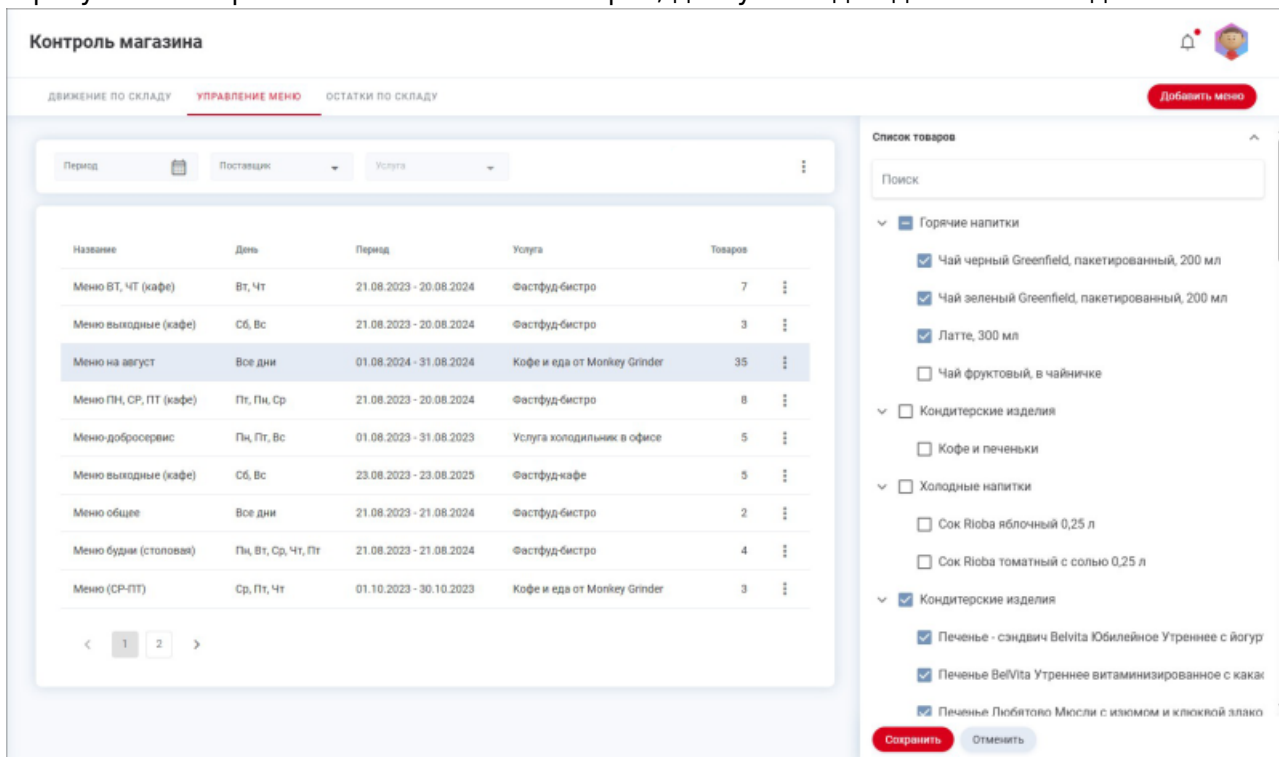 Контроль магазина
ДВИЖЕНИЕ ПО СКЛАДУ УПРАВЛЕНИЕ МЕНЮ ОСТАТКИ ПО СКЛАДУ Добавить меню
Период Поставщик Услуга
Название День Период Услуга Товаров
Меню ВТ, ЧТ (кафе) Вт, Чт 21.08.2023 - 20.08.2024 Фастфуд-бистро 7
Меню выходные (кафе) Сб, Вс 21.08.2023 - 20.08.2024 Фастфуд-бистро 3
Меню на август Все дни 01.08.2024 - 31.08.2024 Кофе и еда от Monkey Grinder 35
Меню ПН, СР, ПТ (кафе) Пт, Пн, Ср 21.08.2023 - 20.08.2024 Фастфуд-бистро 8
Меню-добросервис Пн, Пт, Вс 01.08.2023 - 31.08.2023 Услуга холодильник в офисе 5
Меню выходные (кафе) Сб, Вс 23.08.2023 - 23.08.2025 Фастфуд-кафе 5
Меню общее Все дни 21.08.2023 - 21.08.2024 Фастфуд-бистро 2
Меню будни (столовая) Пн, Вт, Ср, Чт, Пт 21.08.2023 - 21.08.2024 Фастфуд-бистро 4
Меню (СР-ПТ) Ср, Пт, Чт 01.10.2023 - 30.10.2023 Кофе и еда от Monkey Grinder 3
1 2
Список товаров
Поиск
Горячие напитки
Чай черный Greenfield, пакетированный, 200 мл
Чай зеленый Greenfield, пакетированный, 200 мл
Латте, 300 мл
Чай фруктовый, в чайничке
Кондитерские изделия
Кофе и печеньки
Холодные напитки
Сок Rioba яблочный 0,25 л
Сок Rioba томатный с солью 0,25 л
Кондитерские изделия
Печенье - сэндвич Belvita Юбилейное Утреннее с йогур
Печенье BelVita Утреннее витаминизированное с какао
Печенье Любятово Мюсли с изюмом и клюквой злако
Сохранить Отменить